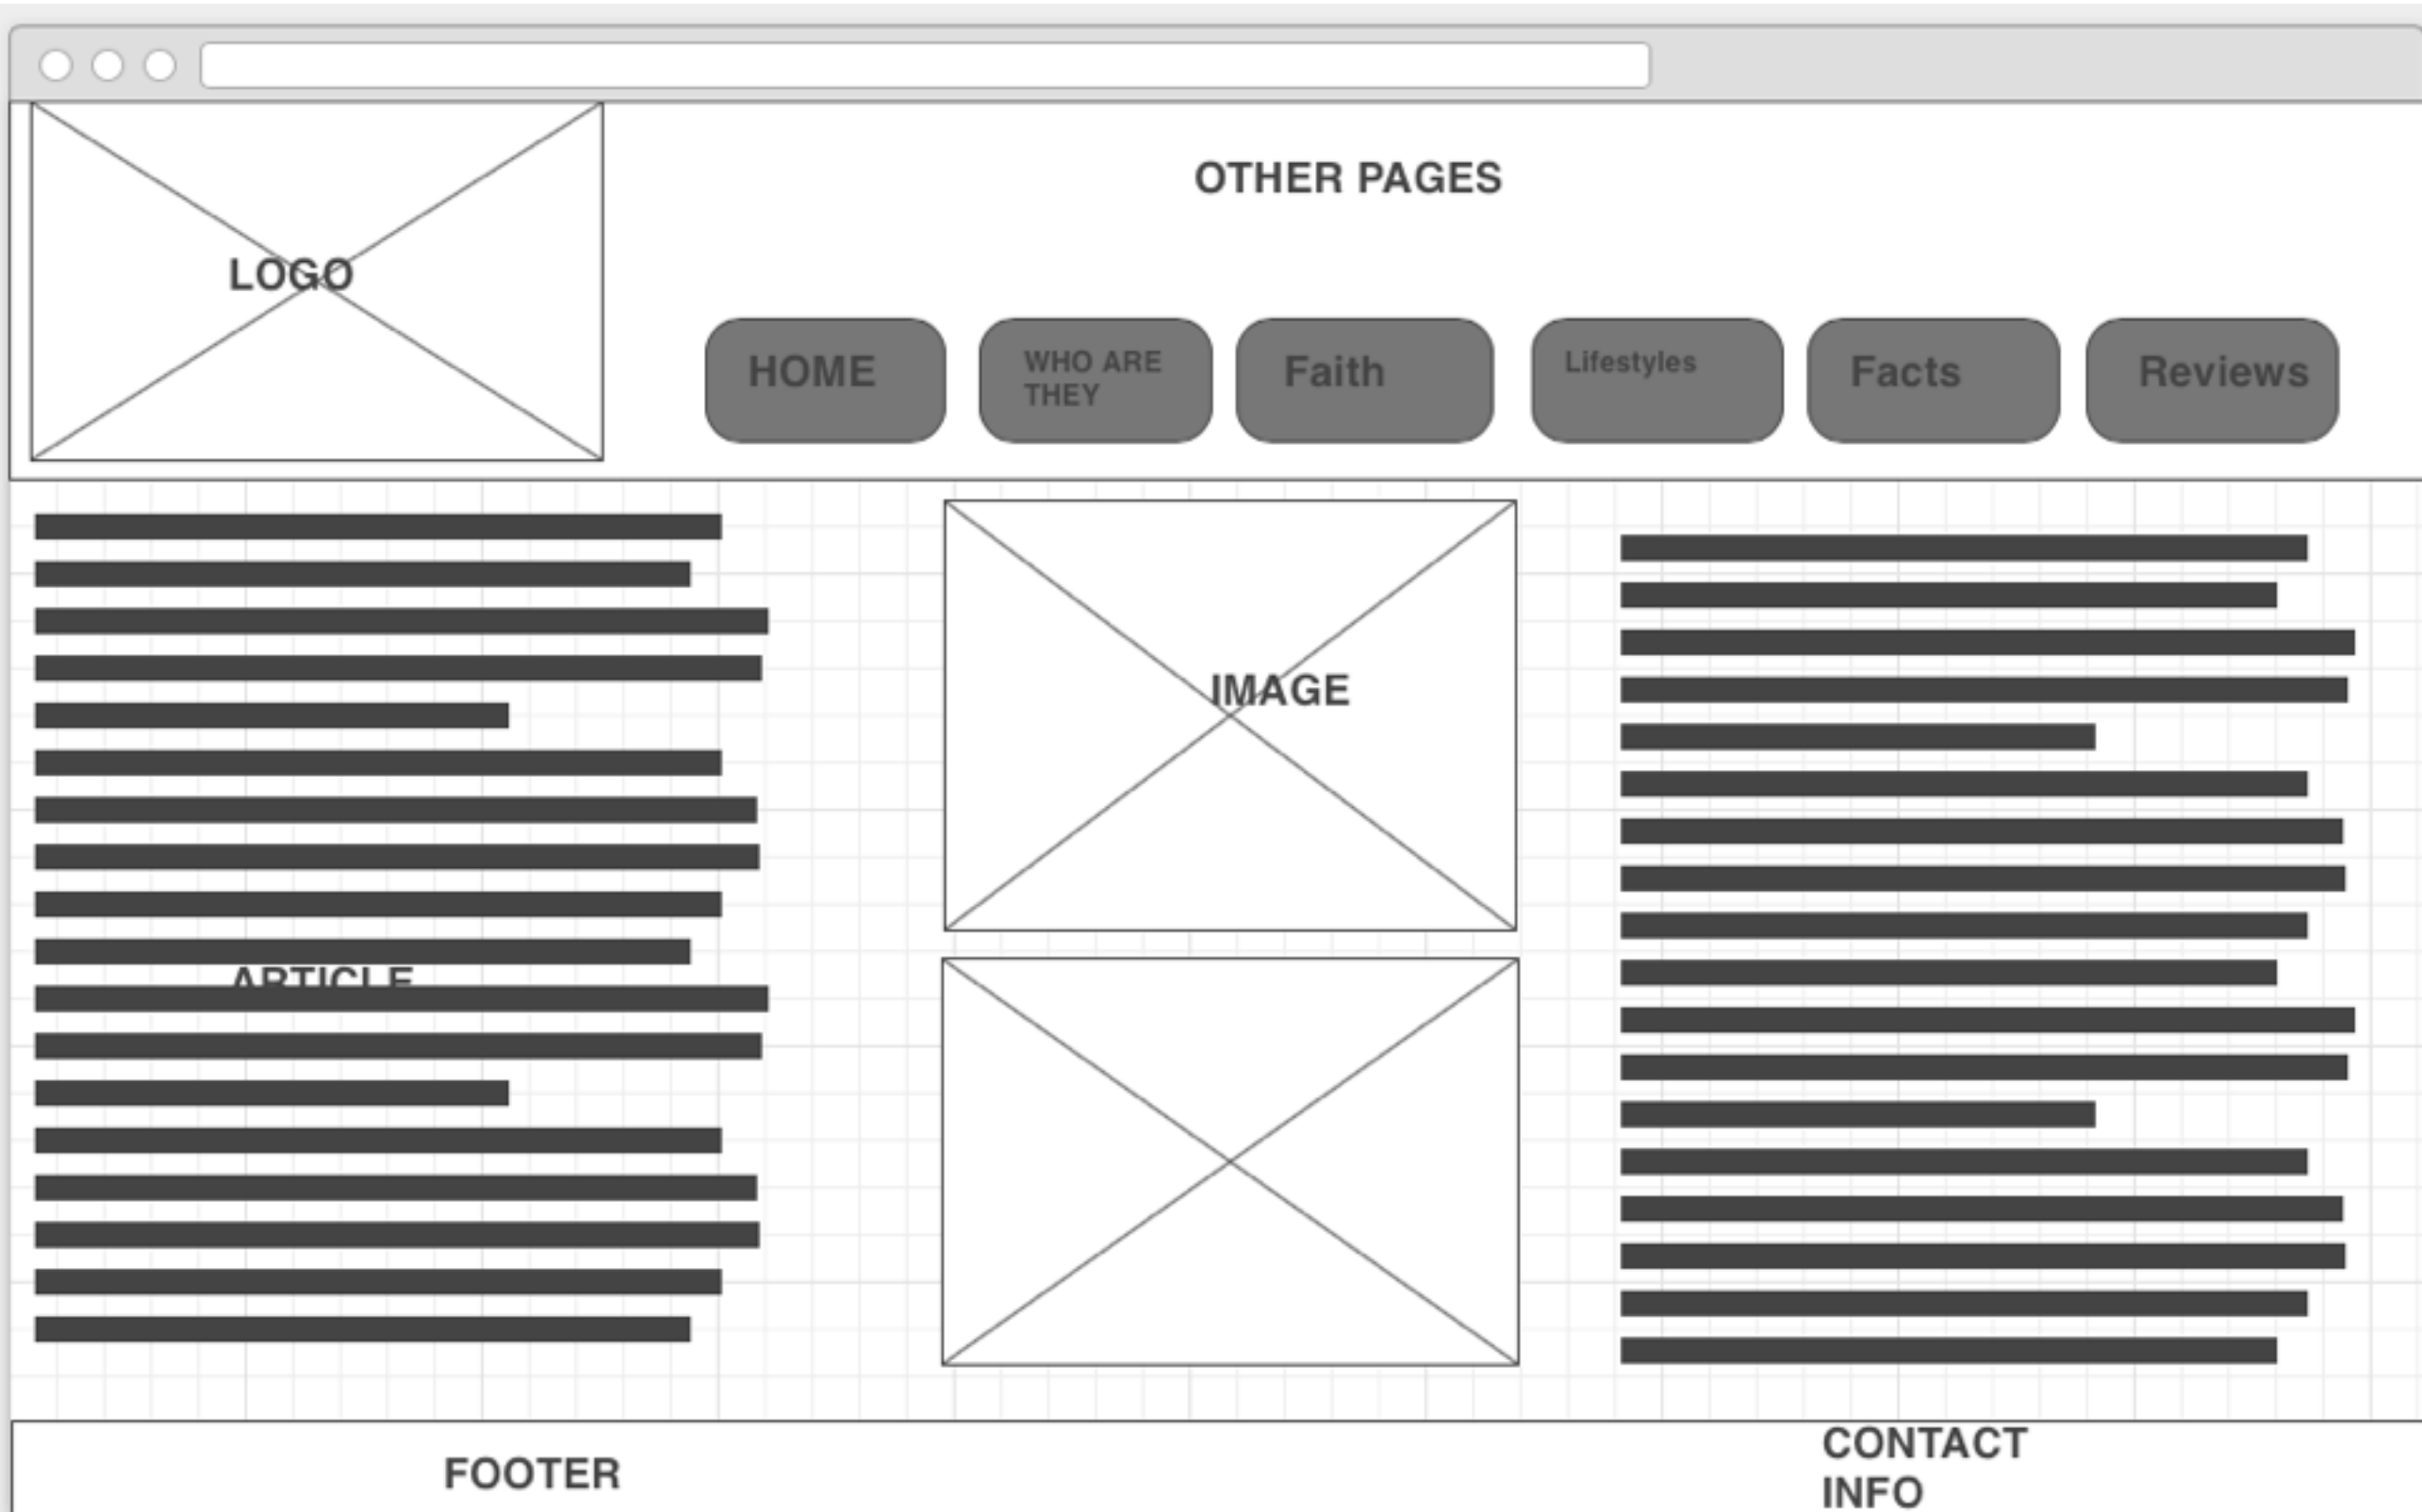 OTHER PAGES
LOGO
HOME
WHO ARE
THEY
Faith
Lifestyles
Facts
Reviews
IMAGE
ARTICLE
FOOTER
CONTACT
INFO